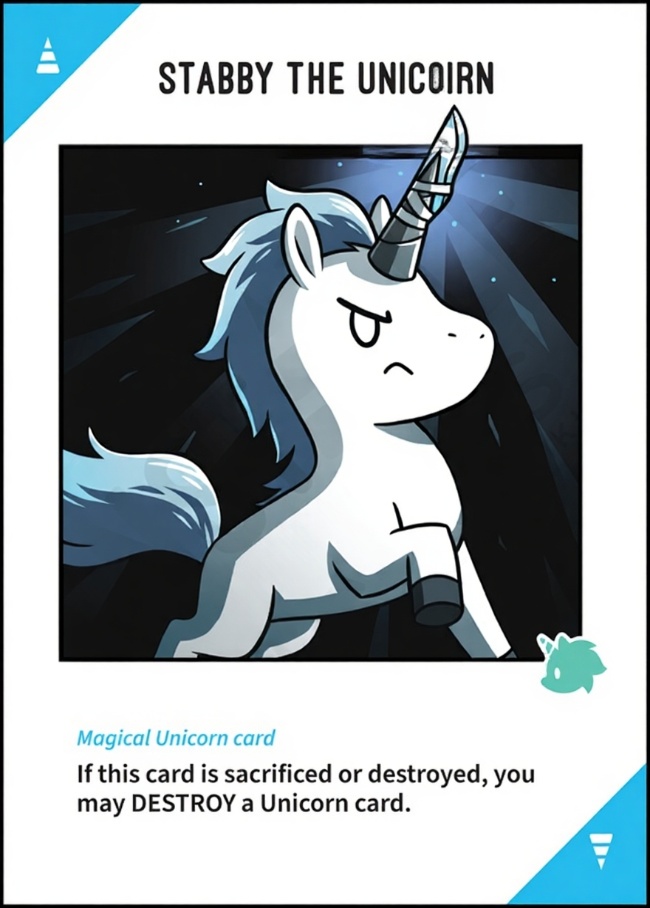 STABBY THE UNICOIRN
Magical Unicorn card
If this card is sacrificed or destroyed, you
may DESTROY a Unicorn card.